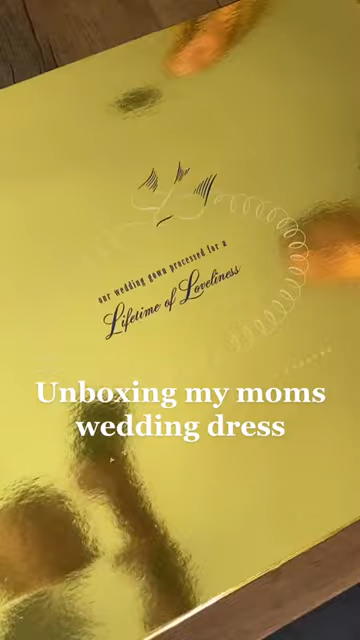 our wedding gown processed for a
Lifetime of Loveliness
Unboxing my moms
wedding dress